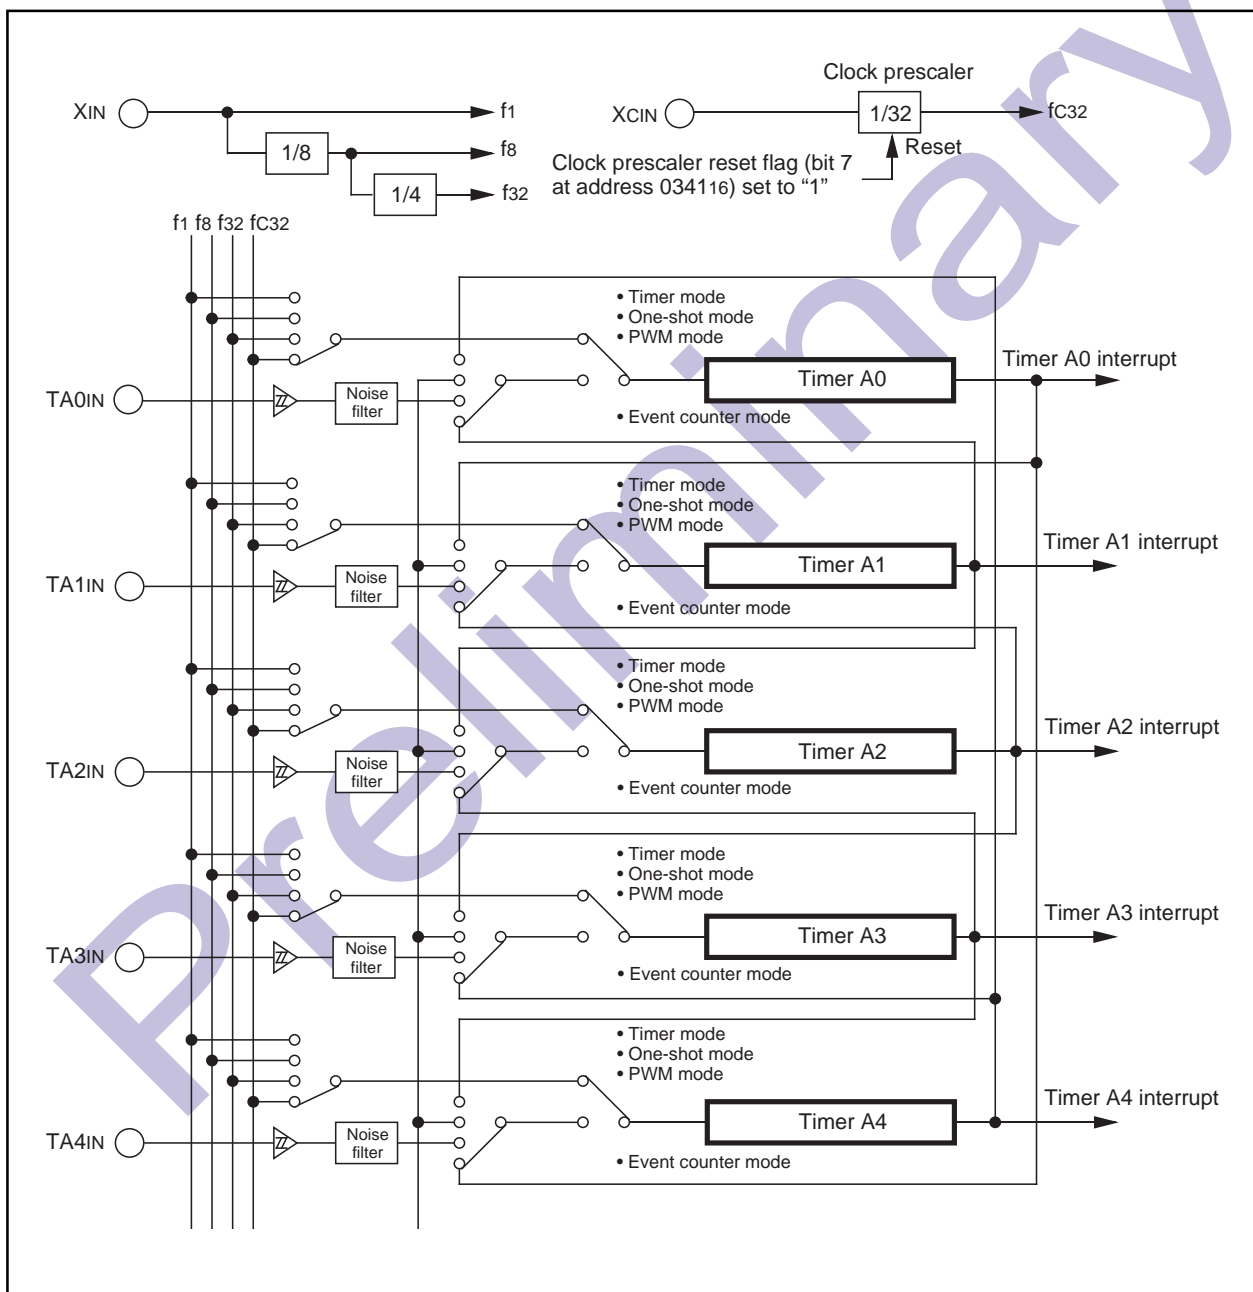 Preliminary
Clock prescaler
XIN
f1
XCIN
1/32
fC32
1/8
f8
Reset
Clock prescaler reset flag (bit 7
at address 034116) set to “1”
1/4
f32
f1 f8 f32 fC32
• Timer mode
• One-shot mode
• PWM mode
Timer A0 interrupt
Timer A0
TA0IN
Noise
filter
• Event counter mode
• Timer mode
• One-shot mode
• PWM mode
Timer A1 interrupt
Timer A1
TA1IN
Noise
filter
• Event counter mode
• Timer mode
• One-shot mode
• PWM mode
Timer A2 interrupt
Timer A2
TA2IN
Noise
filter
• Event counter mode
• Timer mode
• One-shot mode
• PWM mode
Timer A3 interrupt
Timer A3
TA3IN
Noise
filter
• Event counter mode
• Timer mode
• One-shot mode
• PWM mode
Timer A4 interrupt
Timer A4
TA4IN
Noise
filter
• Event counter mode